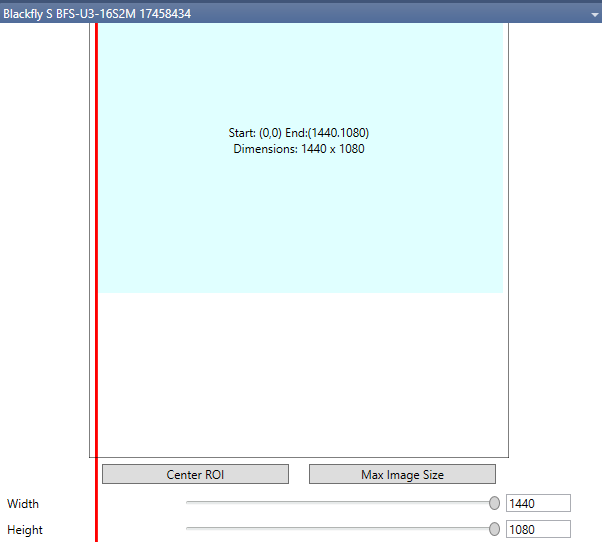 Blackfly S BFS-U3-16S2M 17458434
Start: (0,0) End:(1440.1080)
Dimensions: 1440 x 1080
Center ROI Max Image Size
Width 1440
Height 1080